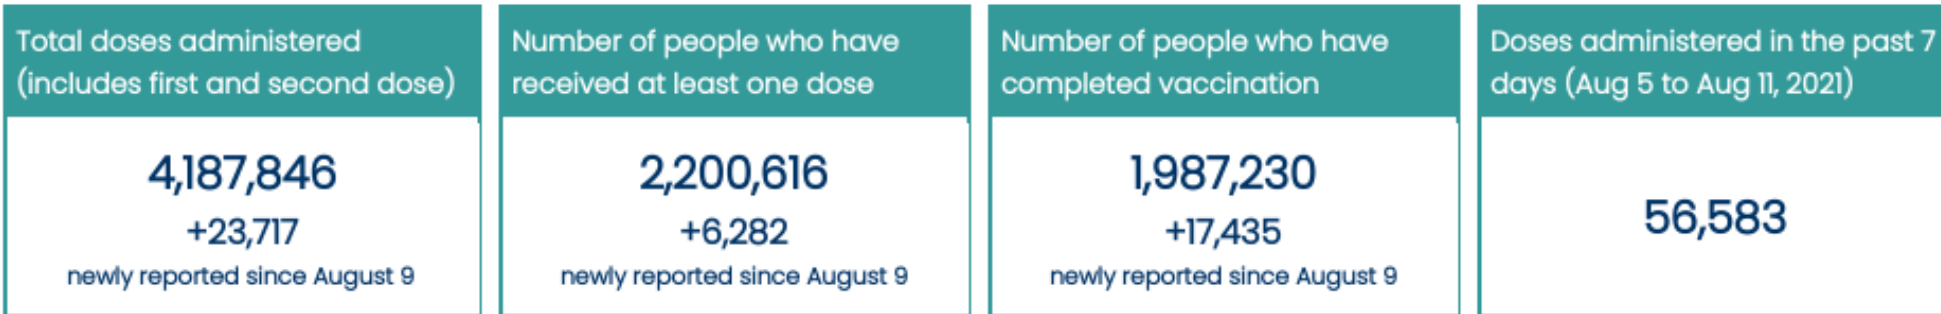 Total doses administered
(includes first and second dose)
4,187,846
+23,717
newly reported since August 9
Number of people who have
received at least one dose
2,200,616
+6,282
newly reported since August 9
Number of people who have
completed vaccination
1,987,230
+17,435
newly reported since August 9
Doses administered in the past 7
days (Aug 5 to Aug 11, 2021)
56,583